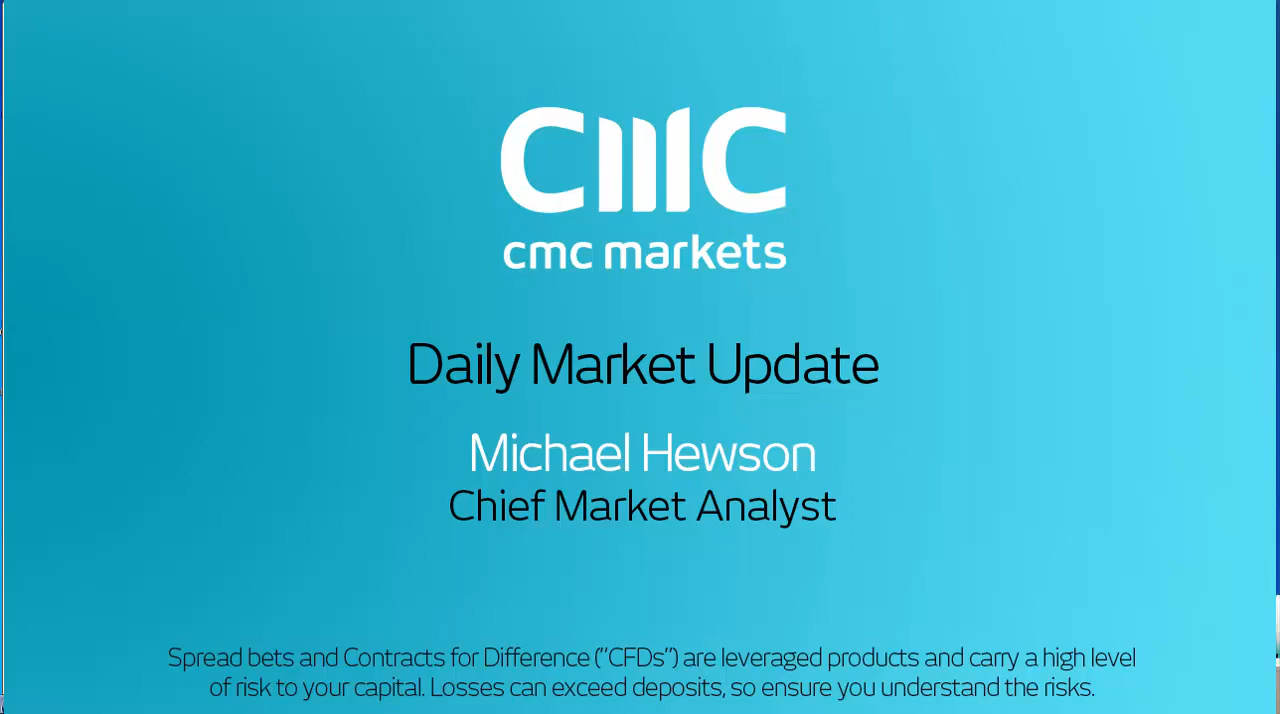 CMC
cmc markets
Daily Market Update
Michael Hewson
Chief Market Analyst
Spread bets and Contracts for Difference (”CFDs”) are leveraged products and carry a high level
of risk to your capital. Losses can exceed deposits, so ensure you understand the risks.